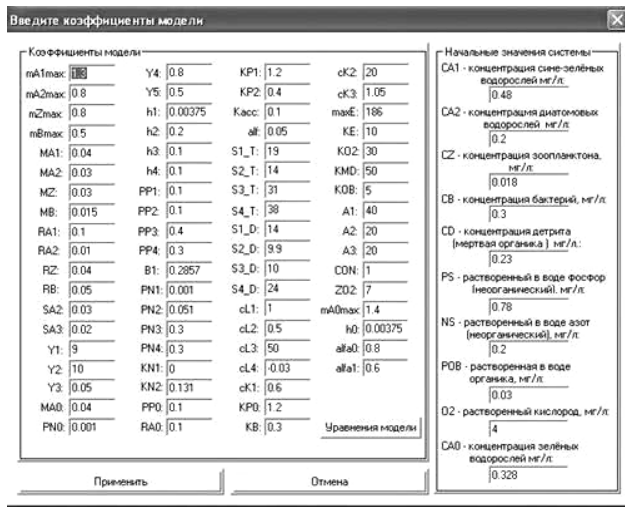 Введите коэффициенты модели
Коэффициенты модели
mA1max: 1.3
mA2max: 0.8
mZmax: 0.8
mBmax: 0.5
MA1: 0.04
MA2: 0.03
MZ: 0.03
MB: 0.015
RA1: 0.1
RA2: 0.01
RZ: 0.04
RB: 0.05
SA2: 0.03
SA3: 0.02
Y1: 9
Y2: 10
Y3: 0.05
MA0: 0.04
PN0: 0.001
Y4: 0.8
Y5: 0.5
h1: 0.00375
h2: 0.2
h3: 0.1
h4: 0.1
PP1: 0.1
PP2: 0.1
PP3: 0.4
PP4: 0.3
B1: 0.2857
PN1: 0.001
PN2: 0.051
PN3: 0.3
PN4: 0.3
KN1: 0
KN2: 0.131
PP0: 0.1
RA0: 0.1
KP1: 1.2
KP2: 0.4
Kacc: 0.1
alf: 0.05
S1_T: 19
S2_T: 14
S3_T: 31
S4_T: 38
S1_D: 14
S2_D: 9.9
S3_D: 10
S4_D: 24
cL1: 1
cL2: 0.5
cL3: 50
cL4: -0.03
cK1: 0.6
KP0: 1.2
KB: 0.3
cK2: 20
cK3: 1.05
maxE: 186
KE: 10
KO2: 30
KMD: 50
KOB: 5
A1: 40
A2: 20
A3: 20
CON: 1
ZO2: 7
mA0max: 1.4
h0: 0.00375
alfa0: 0.8
alfa1: 0.6
Уравнения модели
Применить
Отмена
Начальные значения системы
CA1 - концентрация сине-зелёных
водорослей мг/л:
0.48
CA2 - концентрация диатомовых
водорослей мг/л:
0.2
CZ - концентрация зоопланктона,
мг/л:
0.018
CB - концентрация бактерий, мг/л:
0.3
CD - концентрация детрита
(мертвая органика ) мг/л.:
0.23
PS - растворенный в воде фосфор
(неорганический). мг/л:
0.78
NS - растворенный в воде азот
(неорганический), мг/л:
0.2
POB - растворенная в воде
органика, мг/л:
0.03
O2 - растворенный кислород, мг/л:
4
CA0 - концентрация зелёных
водорослей мг/л:
0.328